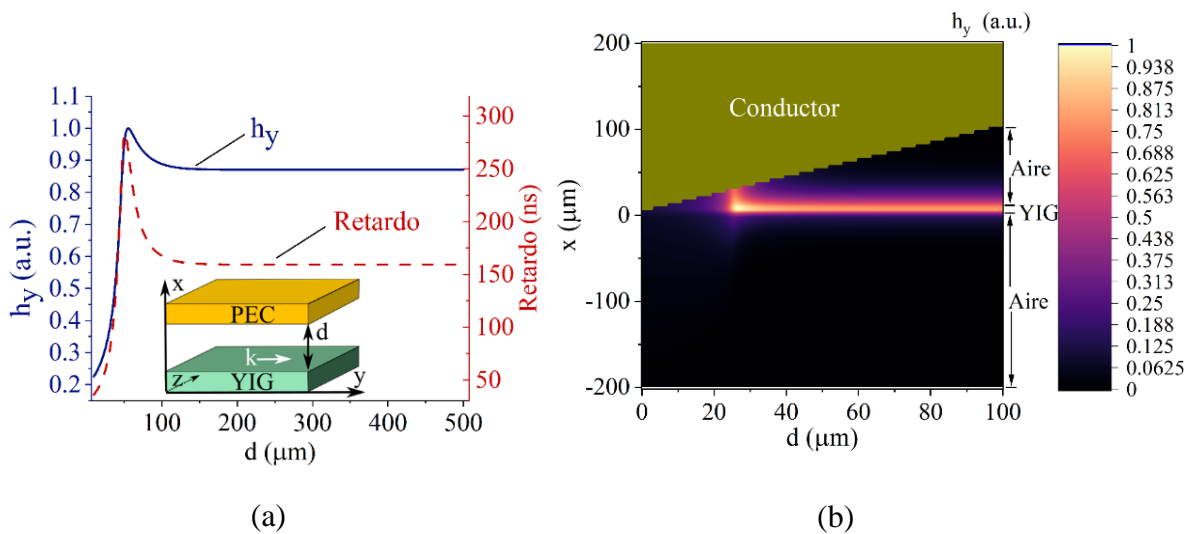 1.1
1.0
0.9
0.8
0.7
0.6
0.5
0.4
0.3
0.2
h_y (a.u.)
h_y
Retardo
x
PEC
d
k
z
YIG
y
100 200 300 400 500
d (μm)
300
250
200
150
100
50
Retardo (ns)
(a)
h_y (a.u.)
200
100
0
-100
-200
x (μm)
Conductor
Aire
YIG
Aire
0 20 40 60 80 100
d (μm)
1
0.938
0.875
0.813
0.75
0.688
0.625
0.563
0.5
0.438
0.375
0.313
0.25
0.188
0.125
0.0625
0
(b)